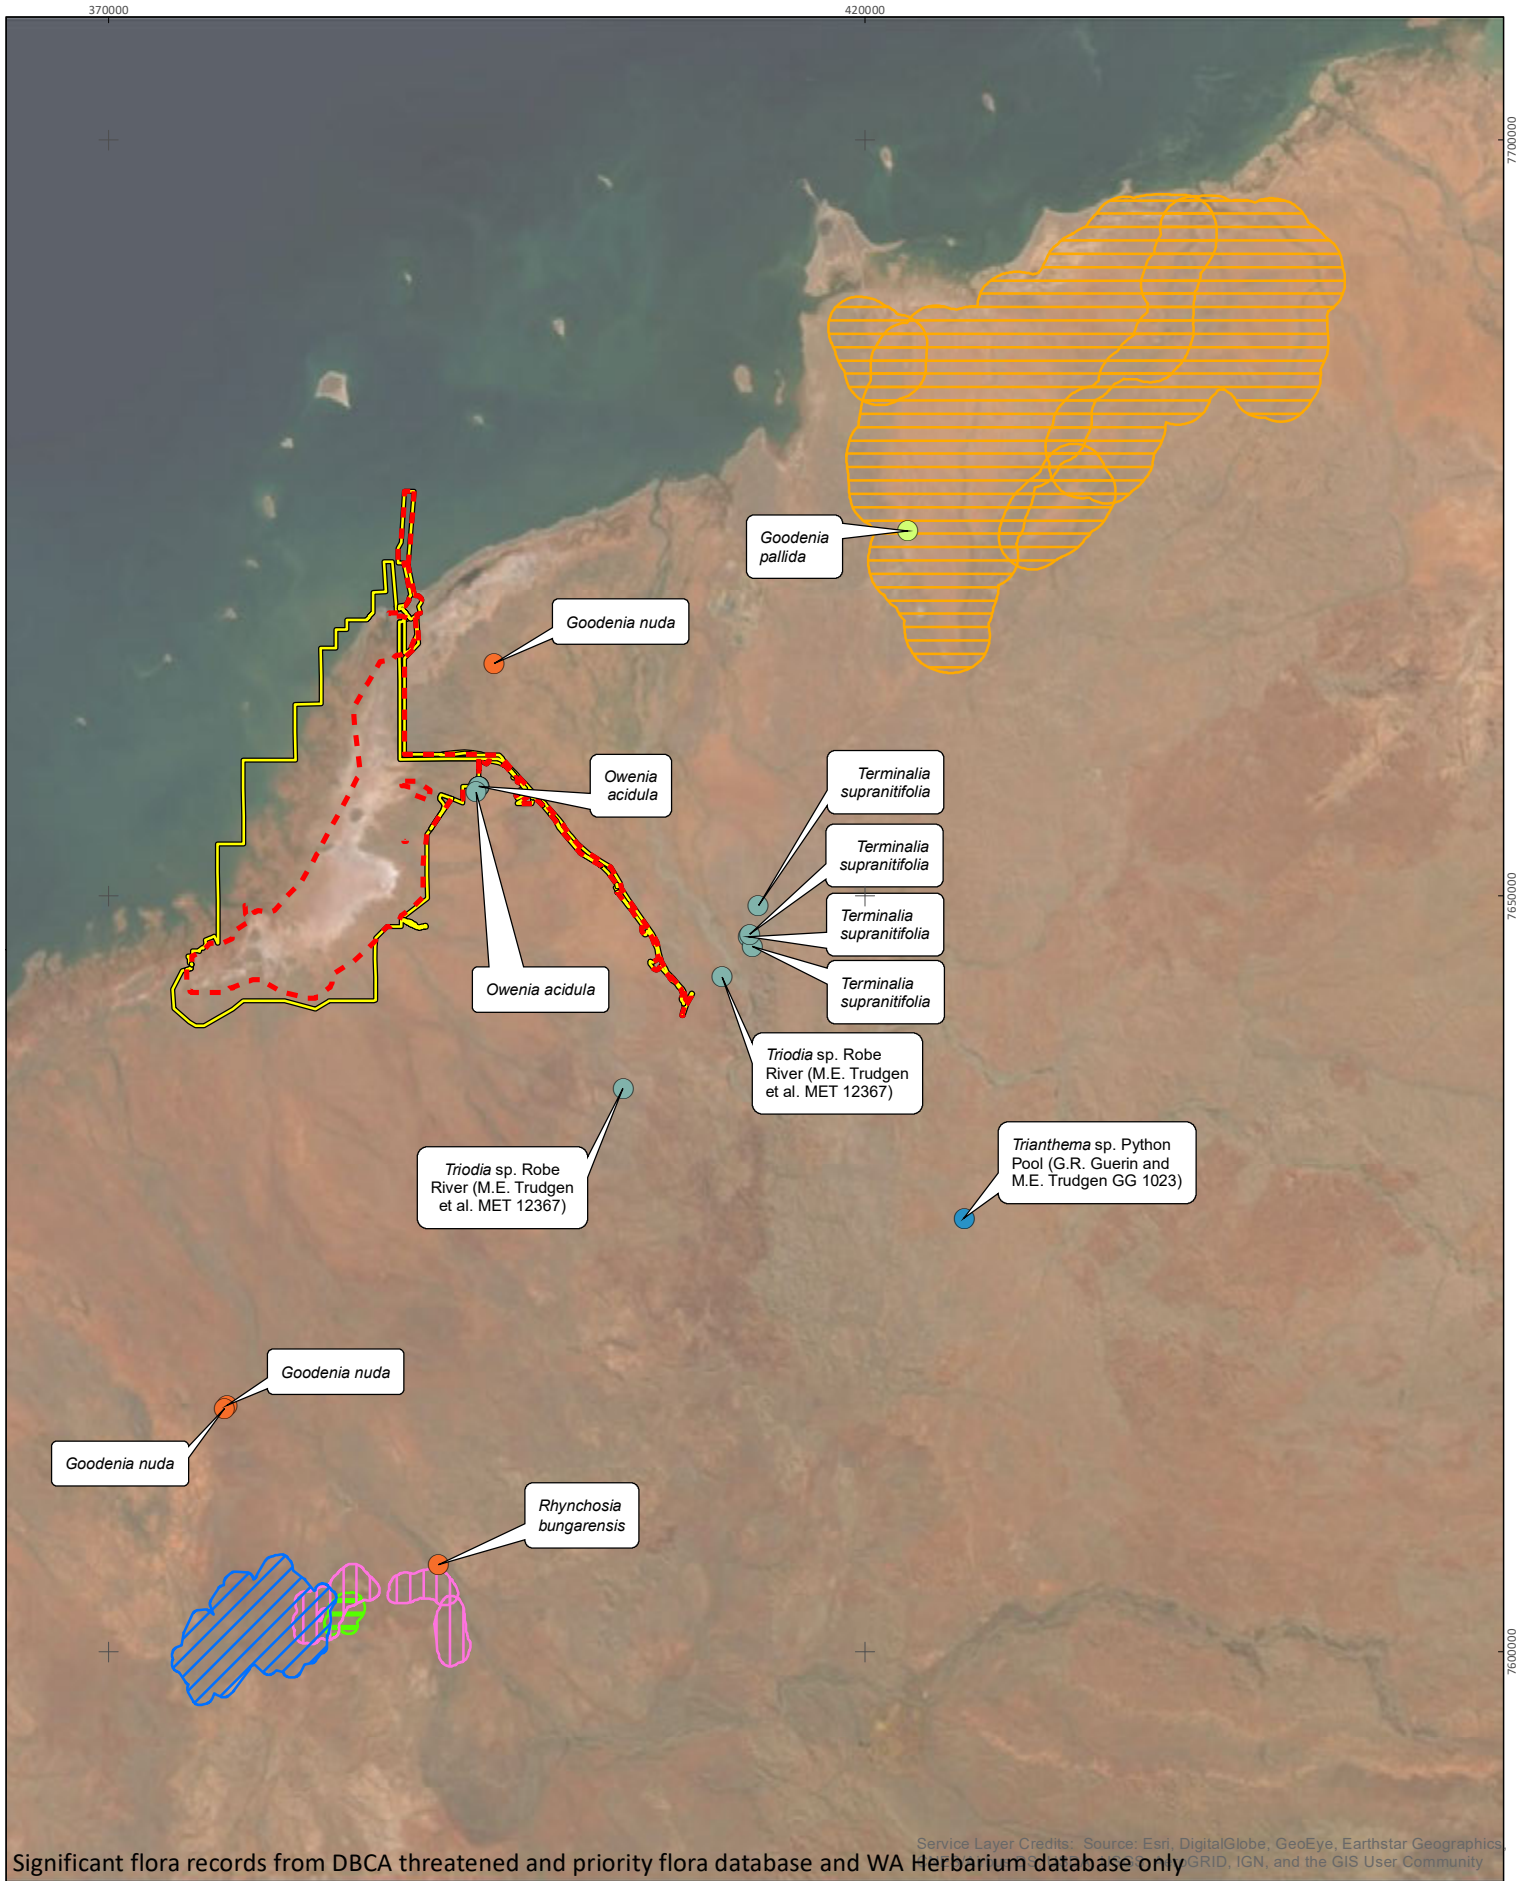 370000
420000
7700000
Goodenia
pallida
Goodenia nuda
Owenia
acidula
Terminalia
supranitifolia
Terminalia
supranitifolia
7650000
Terminalia
supranitifolia
Owenia acidula
Terminalia
supranitifolia
Triodia sp. Robe
River (M.E. Trudgen
et al. MET 12367)
Trianthema sp. Python
Pool (G.R. Guerin and
M.E. Trudgen GG 1023)
Triodia sp. Robe
River (M.E. Trudgen
et al. MET 12367)
Goodenia nuda
Goodenia nuda
Rhynchosia
bungarensis
7600000
Service Layer Credits: Source: Esri, DigitalGlobe, GeoEye, Earthstar Geographics,
GRID, IGN, and the GIS User Community
Significant flora records from DBCA threatened and priority flora database and WA Herbarium database only